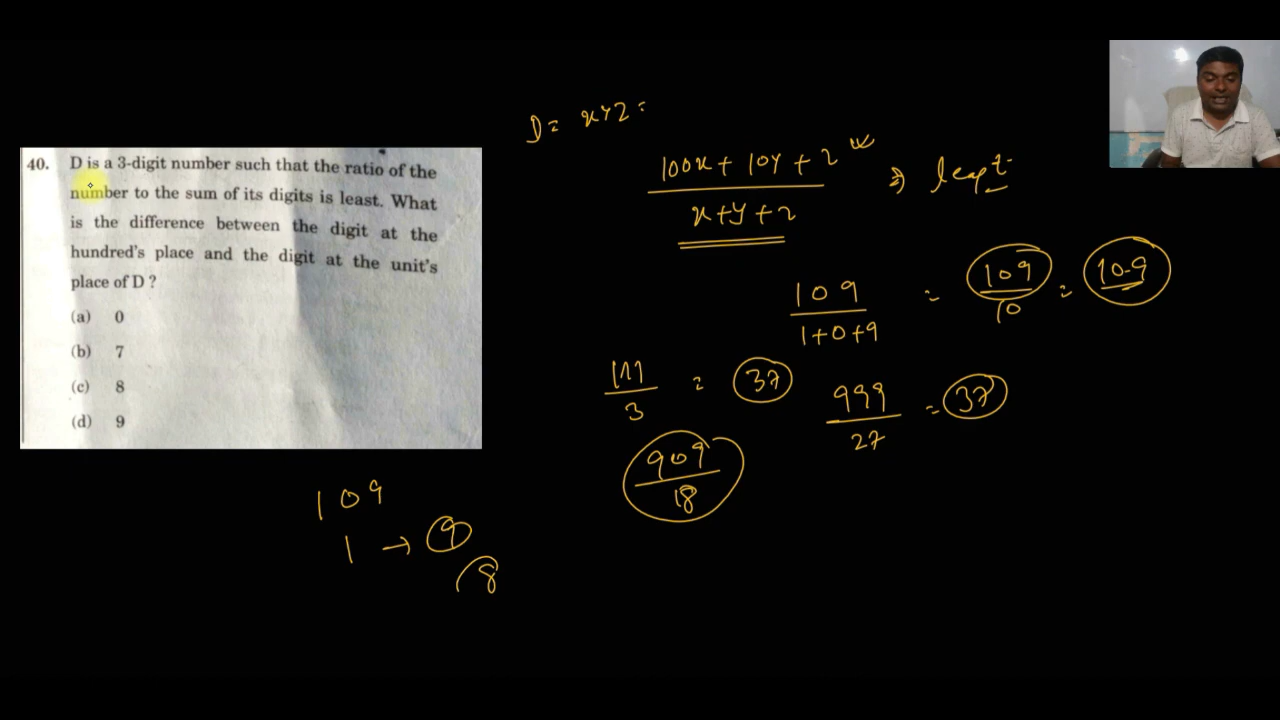 40. D is a 3-digit number such that the ratio of the
number to the sum of its digits is least. What
is the difference between the digit at the
hundred's place and the digit at the unit's
place of D ?
(a) 0
(b) 7
(c) 8
(d) 9
D = xyz =
100x + 10y + z
x + y + z
⇒ least
109
1+0+9
= 109
10
= 10.9
111
3
= 37
999
27
= 37
909
18
109
1 → 9
8